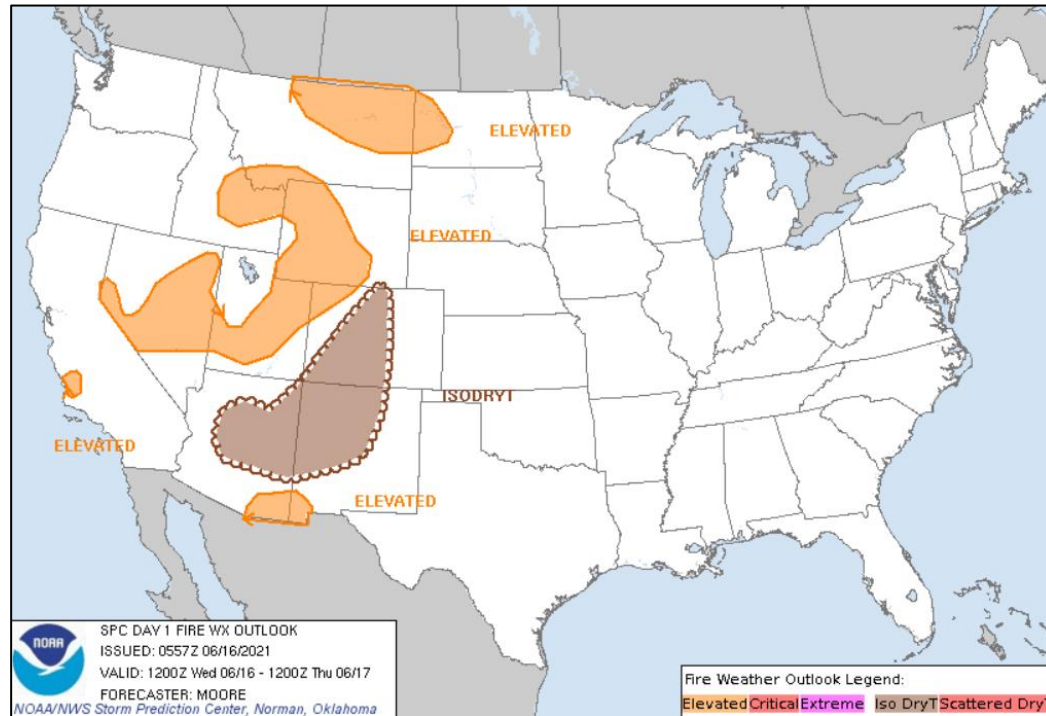 ELEVATED
ELEVATED
ISODRYT
ELEVATED
ELEVATED
NOAA
SPC DAY 1 FIRE WX OUTLOOK
ISSUED: 0557Z 06/16/2021
VALID: 1200Z Wed 06/16 - 1200Z Thu 06/17
FORECASTER: MOORE
NOAA/NWS Storm Prediction Center, Norman, Oklahoma
Fire Weather Outlook Legend:
Elevated Critical Extreme Iso DryT Scattered DryT